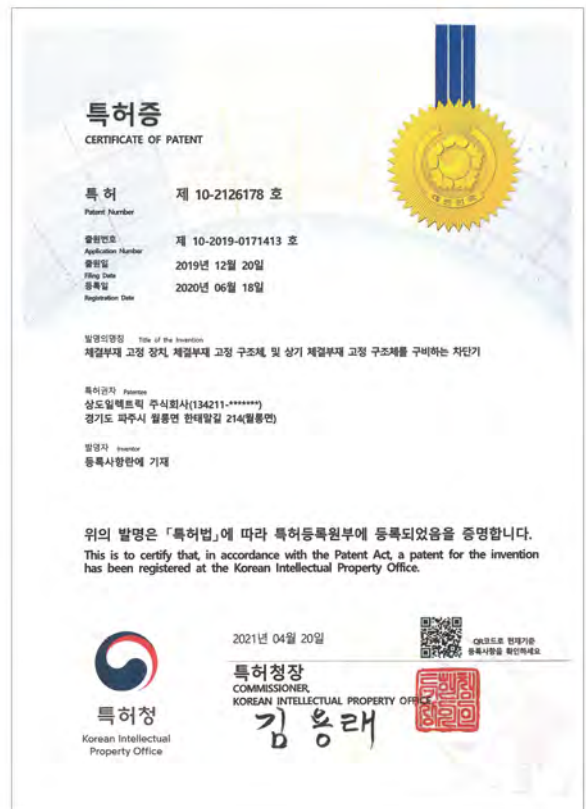 특허증
CERTIFICATE OF PATENT
특 허 제 10-2126178 호
Patent Number
출원번호 제 10-2019-0171413 호
Application Number
출원일 2019년 12월 20일
Filing Date
등록일 2020년 06월 18일
Registration Date
발명의명칭 Title of the Invention
체결부재 고정 장치, 체결부재 고정 구조체, 및 상기 체결부재 고정 구조체를 구비하는 차단기
특허권자 Patentee
상도일렉트릭 주식회사(134211-*******)
경기도 파주시 월롱면 한태말길 214(월롱면)
발명자 Inventor
등록사항란에 기재
위의 발명은 「특허법」에 따라 특허등록원부에 등록되었음을 증명합니다.
This is to certify that, in accordance with the Patent Act, a patent for the invention
has been registered at the Korean Intellectual Property Office.
2021년 04월 20일
QR코드로 현재기준
등록사항을 확인하세요
특허청장
COMMISSIONER,
KOREAN INTELLECTUAL PROPERTY OFFICE
김용래
특허청
Korean Intellectual
Property Office
대한민국